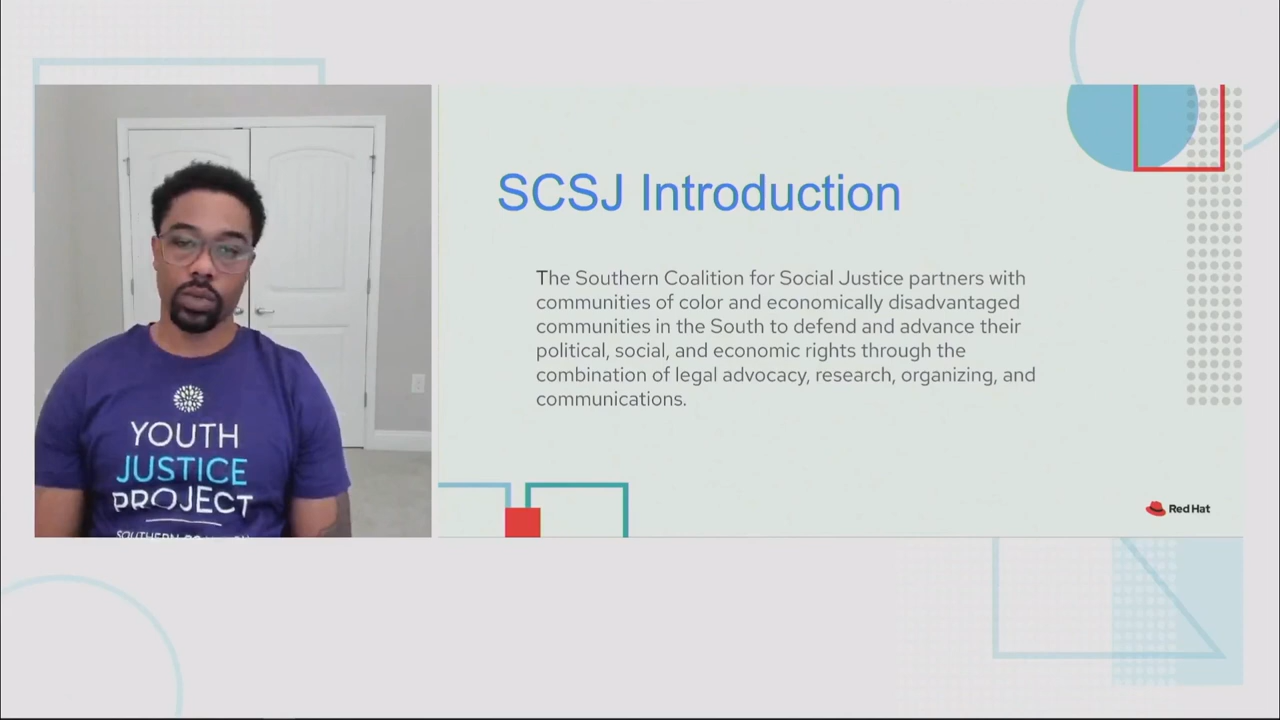 YOUTH
JUSTICE
PROJECT
SOUTHERN
SCSJ Introduction
The Southern Coalition for Social Justice partners with
communities of color and economically disadvantaged
communities in the South to defend and advance their
political, social, and economic rights through the
combination of legal advocacy, research, organizing, and
communications.
Red Hat